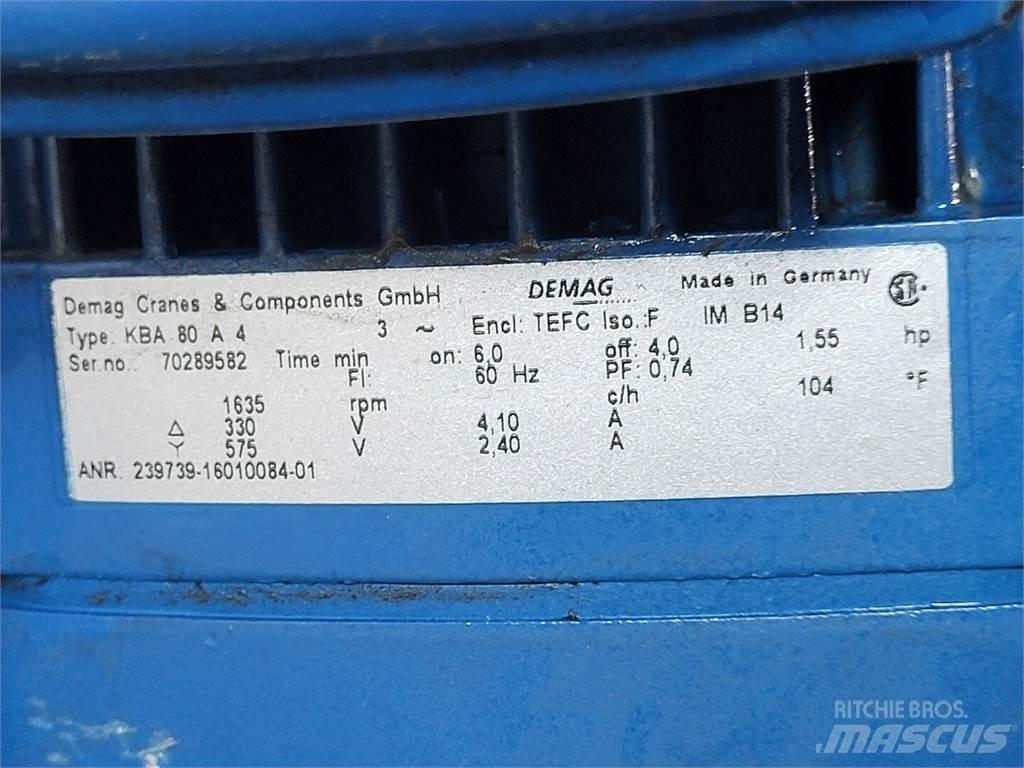 Demag Cranes & Components GmbH DEMAG Made in Germany
Type: KBA 80 A 4 3 ~ Encl: TEFC Iso.:F IM B14
Ser.no.: 70289582 Time min on: 6,0 off: 4,0 1,55 hp
FI: 60 Hz PF: 0,74
1635 rpm c/h 104 °F
△ 330 V 4,10 A
Y 575 V 2,40 A
ANR. 239739-16010084-01
RITCHIE BROS.
MASCUS